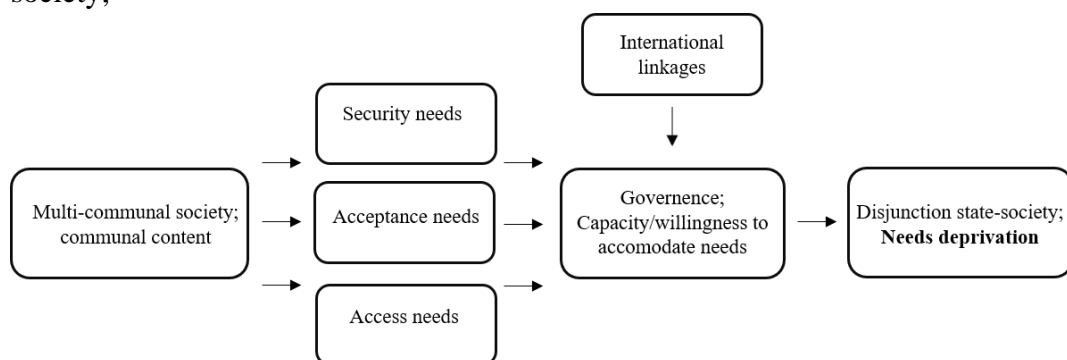 society;
International
linkages
Security needs
Multi-communal society;
communal content
Acceptance needs
Governence;
Capacity/willingness to
accomodate needs
Disjunction state-society;
Needs deprivation
Access needs